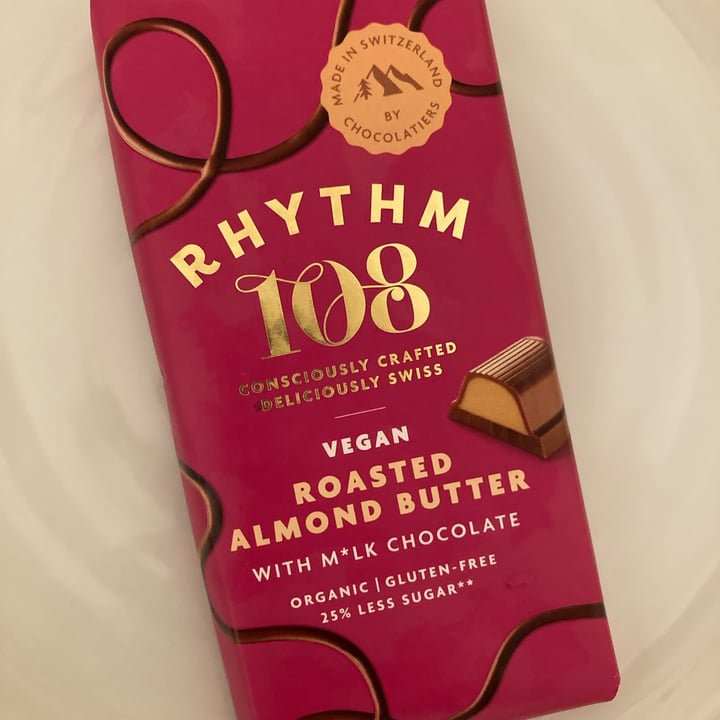 MADE IN SWITZERLAND
BY
CHOCOLATIERS
RHYTHM
108
CONSCIOUSLY CRAFTED
DELICIOUSLY SWISS
VEGAN
ROASTED
ALMOND BUTTER
WITH M*LK CHOCOLATE
ORGANIC | GLUTEN-FREE
25% LESS SUGAR**